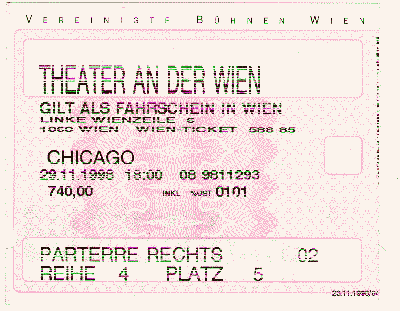 VEREINIGTE BÜHNEN WIEN
THEATER AN DER WIEN
GILT ALS FAHRSCHEIN IN WIEN
LINKE WIENZEILE 6
1060 WIEN WIEN-TICKET 588 85
CHICAGO
29.11.1998 18:00 08 9811293
740,00 INKL %UST 0101
PARTERRE RECHTS 02
REIHE 4 PLATZ 5